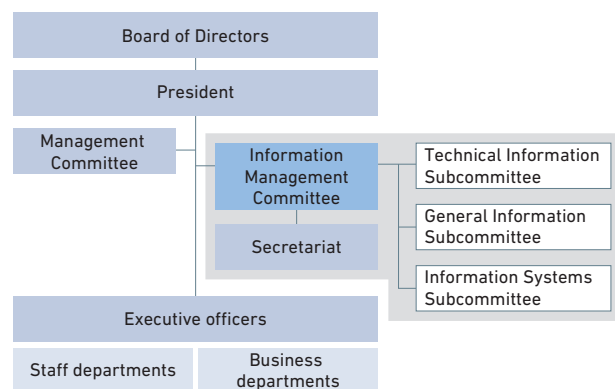 Board of Directors
President
Management
Committee
Information
Management
Committee
Technical Information
Subcommittee
General Information
Subcommittee
Secretariat
Information Systems
Subcommittee
Executive officers
Staff departments
Business
departments